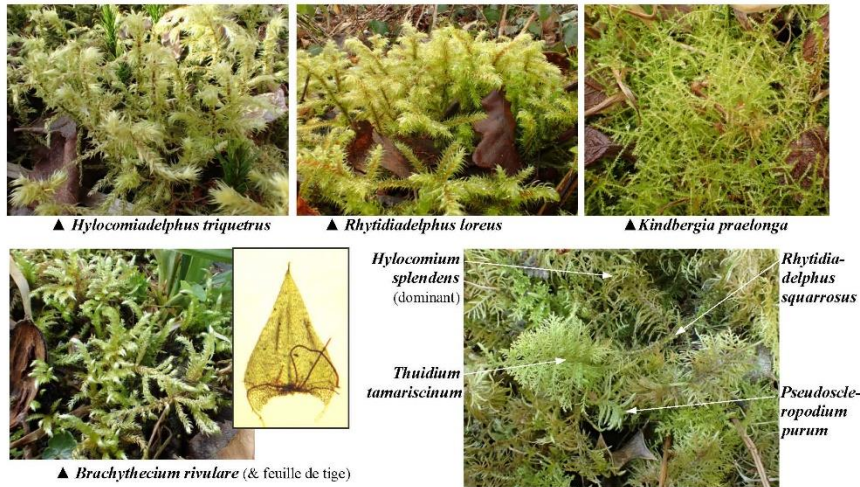 ▲ Hylocomiadelphus triquetrus
▲ Rhytidiadelphus loreus
▲Kindbergia praelonga
Hylocomium
splendens
(dominant)
Rhytidia-
delphus
squarrosus
Thuidium
tamariscinum
Pseudoscle-
ropodium
purum
▲ Brachythecium rivulare (& feuille de tige)